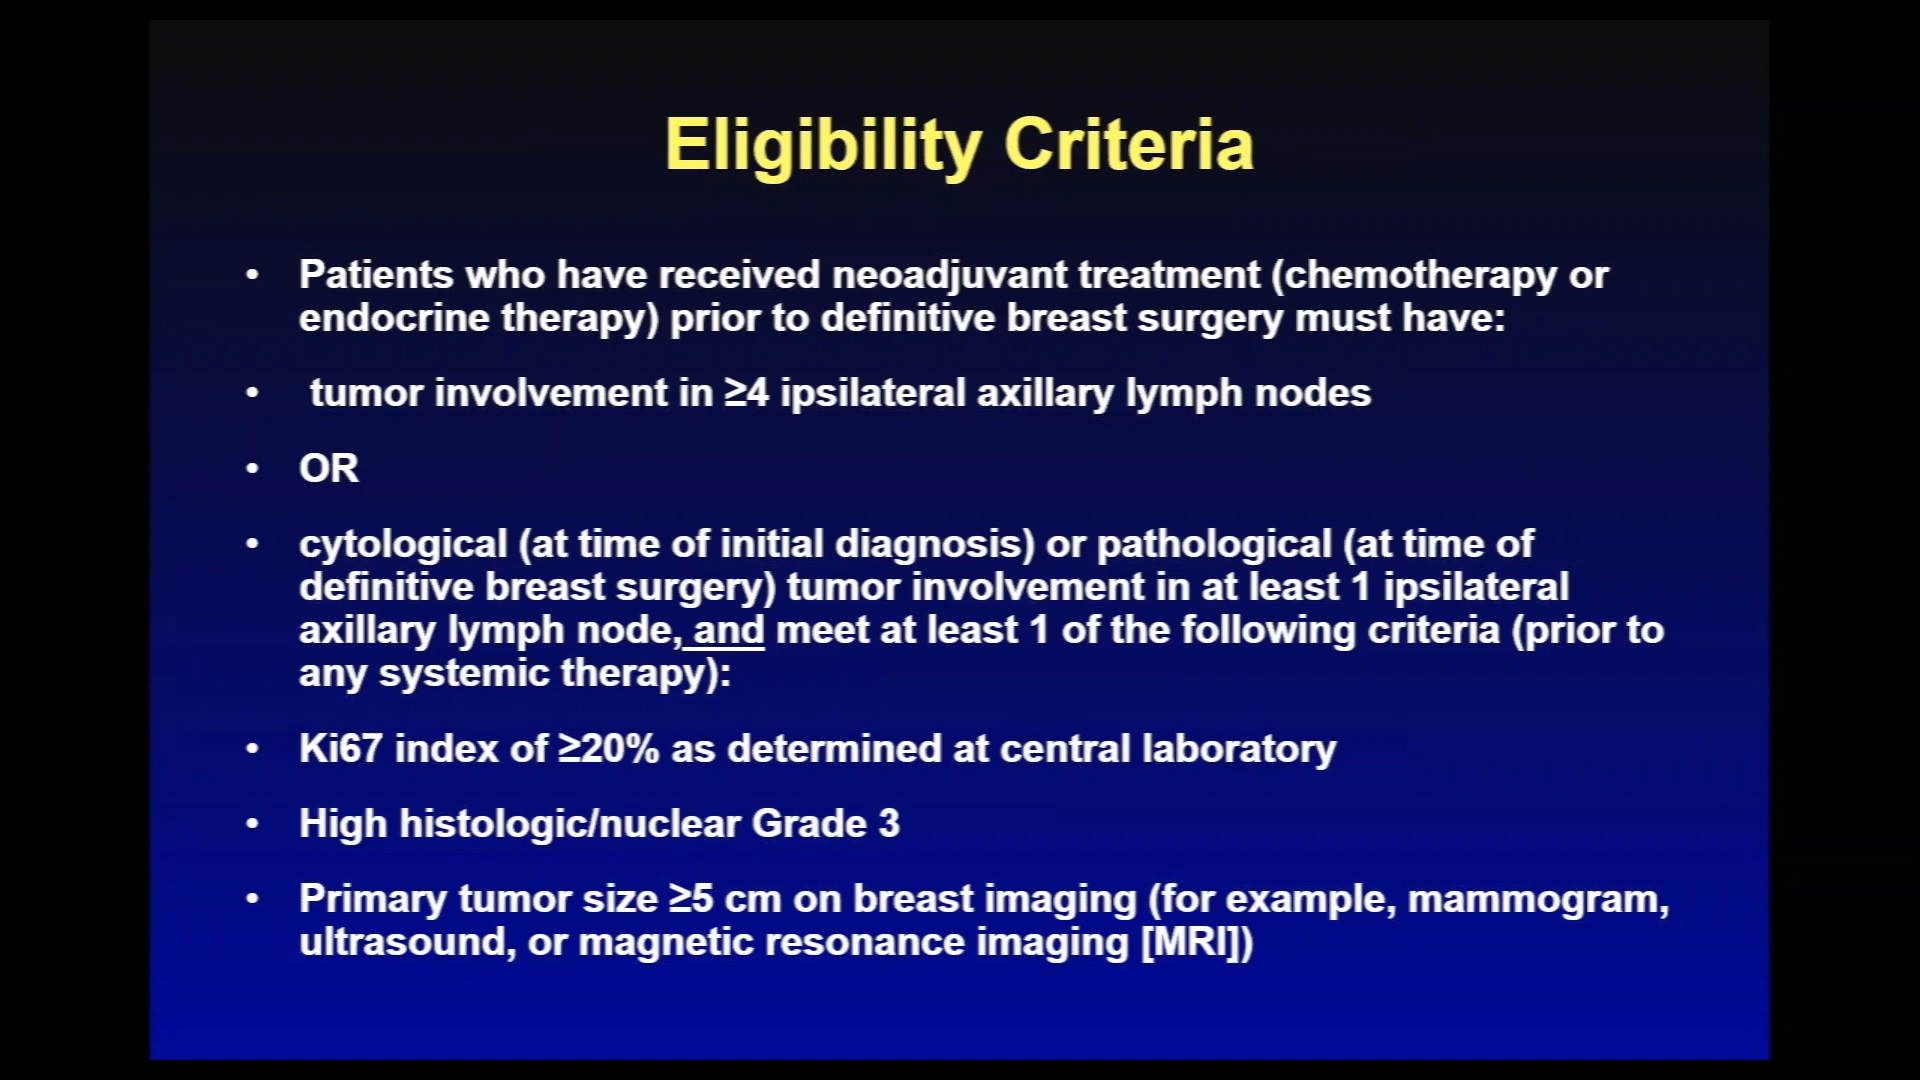 Eligibility Criteria
• Patients who have received neoadjuvant treatment (chemotherapy or
endocrine therapy) prior to definitive breast surgery must have:
• tumor involvement in ≥4 ipsilateral axillary lymph nodes
• OR
• cytological (at time of initial diagnosis) or pathological (at time of
definitive breast surgery) tumor involvement in at least 1 ipsilateral
axillary lymph node, and meet at least 1 of the following criteria (prior to
any systemic therapy):
• Ki67 index of ≥20% as determined at central laboratory
• High histologic/nuclear Grade 3
• Primary tumor size ≥5 cm on breast imaging (for example, mammogram,
ultrasound, or magnetic resonance imaging [MRI])